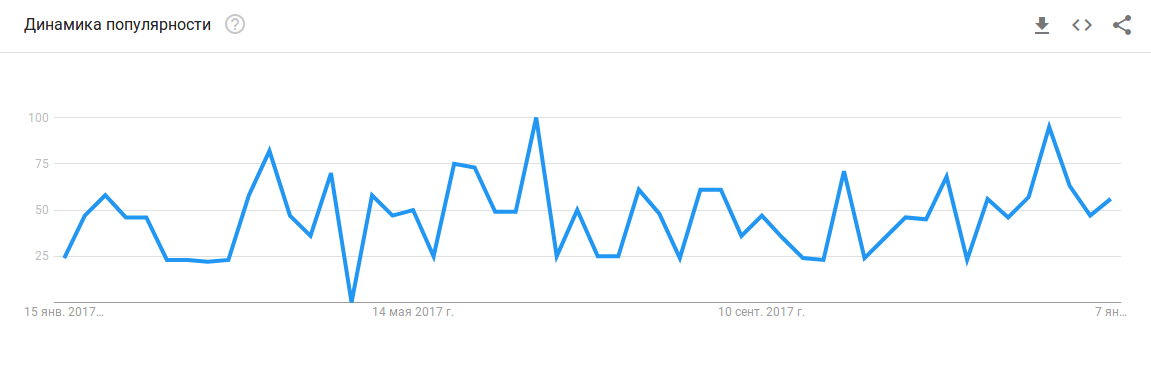 Динамика популярности ?
100
75
50
25
15 янв. 2017...
14 мая 2017 г.
10 сент. 2017 г.
7 ян...